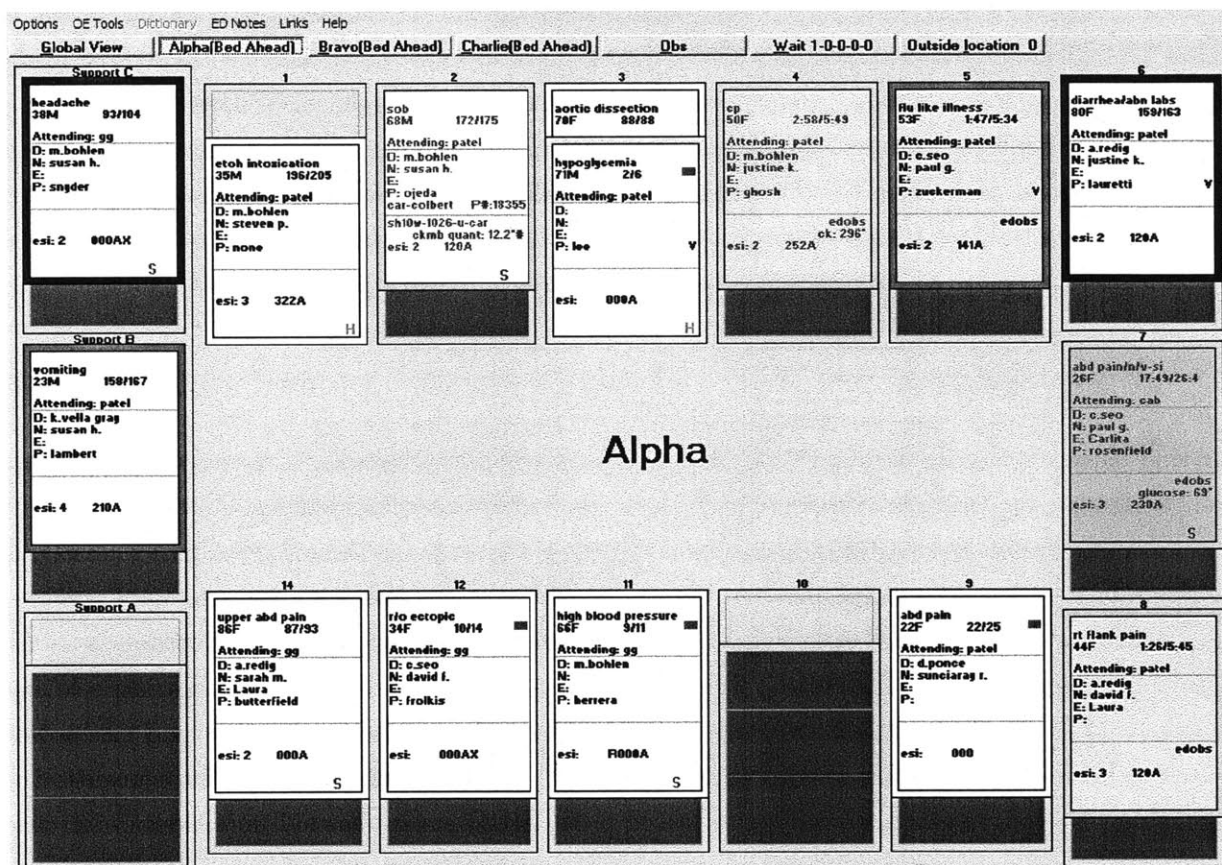 Options OE Tools Dictionary ED Notes Links Help
Global View Alpha(Bed Ahead) Bravo(Bed Ahead) Charlie(Bed Ahead) Obs Wait 1-0-0-0-0 Outside location 0
Support C
headache
38M 93/104
Attending: gg
D: m.bohlen
N: susan h.
E:
P: snyder
esi: 2 000AX
S
1
etoh intoxication
35M 196/205
Attending: patel
D: m.bohlen
N: steven p.
E:
P: none
esi: 3 322A
H
2
sob
68M 172/175
Attending: patel
D: m.bohlen
N: susan h.
E:
P: ojeda
car-colbert P#:18355
sh10w-1026-u-car
ckmb quant: 12.2*#
esi: 2 120A
S
3
aortic dissection
70F 88/88
hypoglycemia
71M 2/6
Attending: patel
D:
N:
E:
P: lee V
esi: 000A
H
4
cp
50F 2:58/5:49
Attending: patel
D: m.bohlen
N: justine k.
E:
P: ghosh
edobs
ck: 296*
esi: 2 252A
5
flu like illness
53F 1:47/5:34
Attending: patel
D: c.seo
N: paul g.
E:
P: zuckerman V
edobs
esi: 2 141A
6
diarrhea/abn labs
80F 159/163
Attending: patel
D: a.redig
N: justine k.
E:
P: lauretti V
esi: 2 120A
Support B
vomiting
23M 158/167
Attending: patel
D: k.vella gray
N: susan h.
E:
P: lambert
esi: 4 210A
Alpha
7
abd pain/n/v-si
26F 17:49/26:4
Attending: cab
D: c.seo
N: paul g.
E: Carlita
P: rosenfield
edobs
glucose: 69*
esi: 3 230A
S
Support A
14
upper abd pain
86F 87/93
Attending: gg
D: a.redig
N: sarah m.
E: Laura
P: butterfield
esi: 2 000A
S
12
r/o ectopic
34F 10/14
Attending: gg
D: c.seo
N: david f.
E:
P: frolkis
esi: 000AX
11
high blood pressure
66F 9/11
Attending: gg
D: m.bohlen
N:
E:
P: herrera
esi: R000A
S
10
9
abd pain
22F 22/25
Attending: patel
D: d.ponce
N: sunciaray r.
E:
P:
esi: 000
8
rt flank pain
44F 1:26/5:45
Attending: patel
D: a.redig
N: david f.
E: Laura
P:
edobs
esi: 3 120A